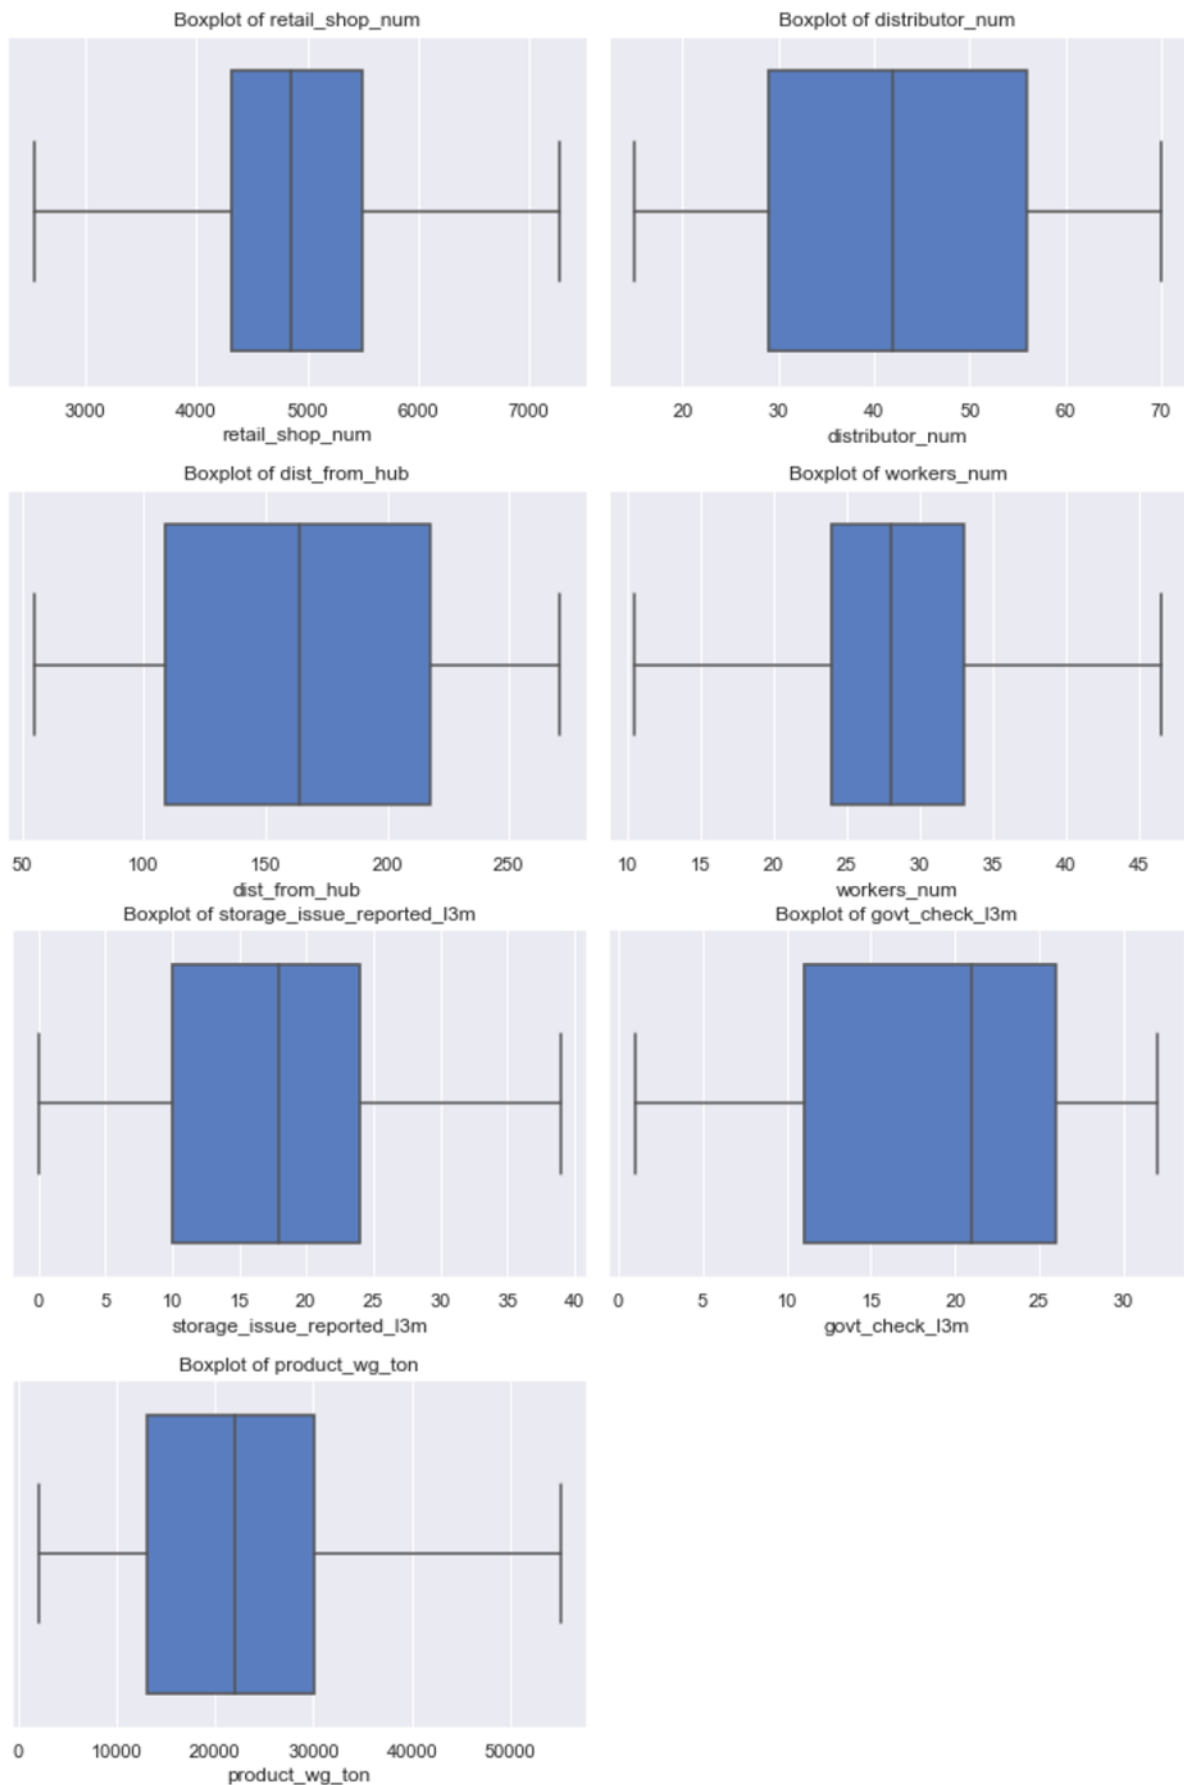 Boxplot of retail_shop_num
3000 4000 5000 6000 7000
retail_shop_num
Boxplot of distributor_num
20 30 40 50 60 70
distributor_num
Boxplot of dist_from_hub
50 100 150 200 250
dist_from_hub
Boxplot of workers_num
10 15 20 25 30 35 40 45
workers_num
Boxplot of storage_issue_reported_l3m
0 5 10 15 20 25 30 35 40
storage_issue_reported_l3m
Boxplot of govt_check_l3m
0 5 10 15 20 25 30
govt_check_l3m
Boxplot of product_wg_ton
0 10000 20000 30000 40000 50000
product_wg_ton